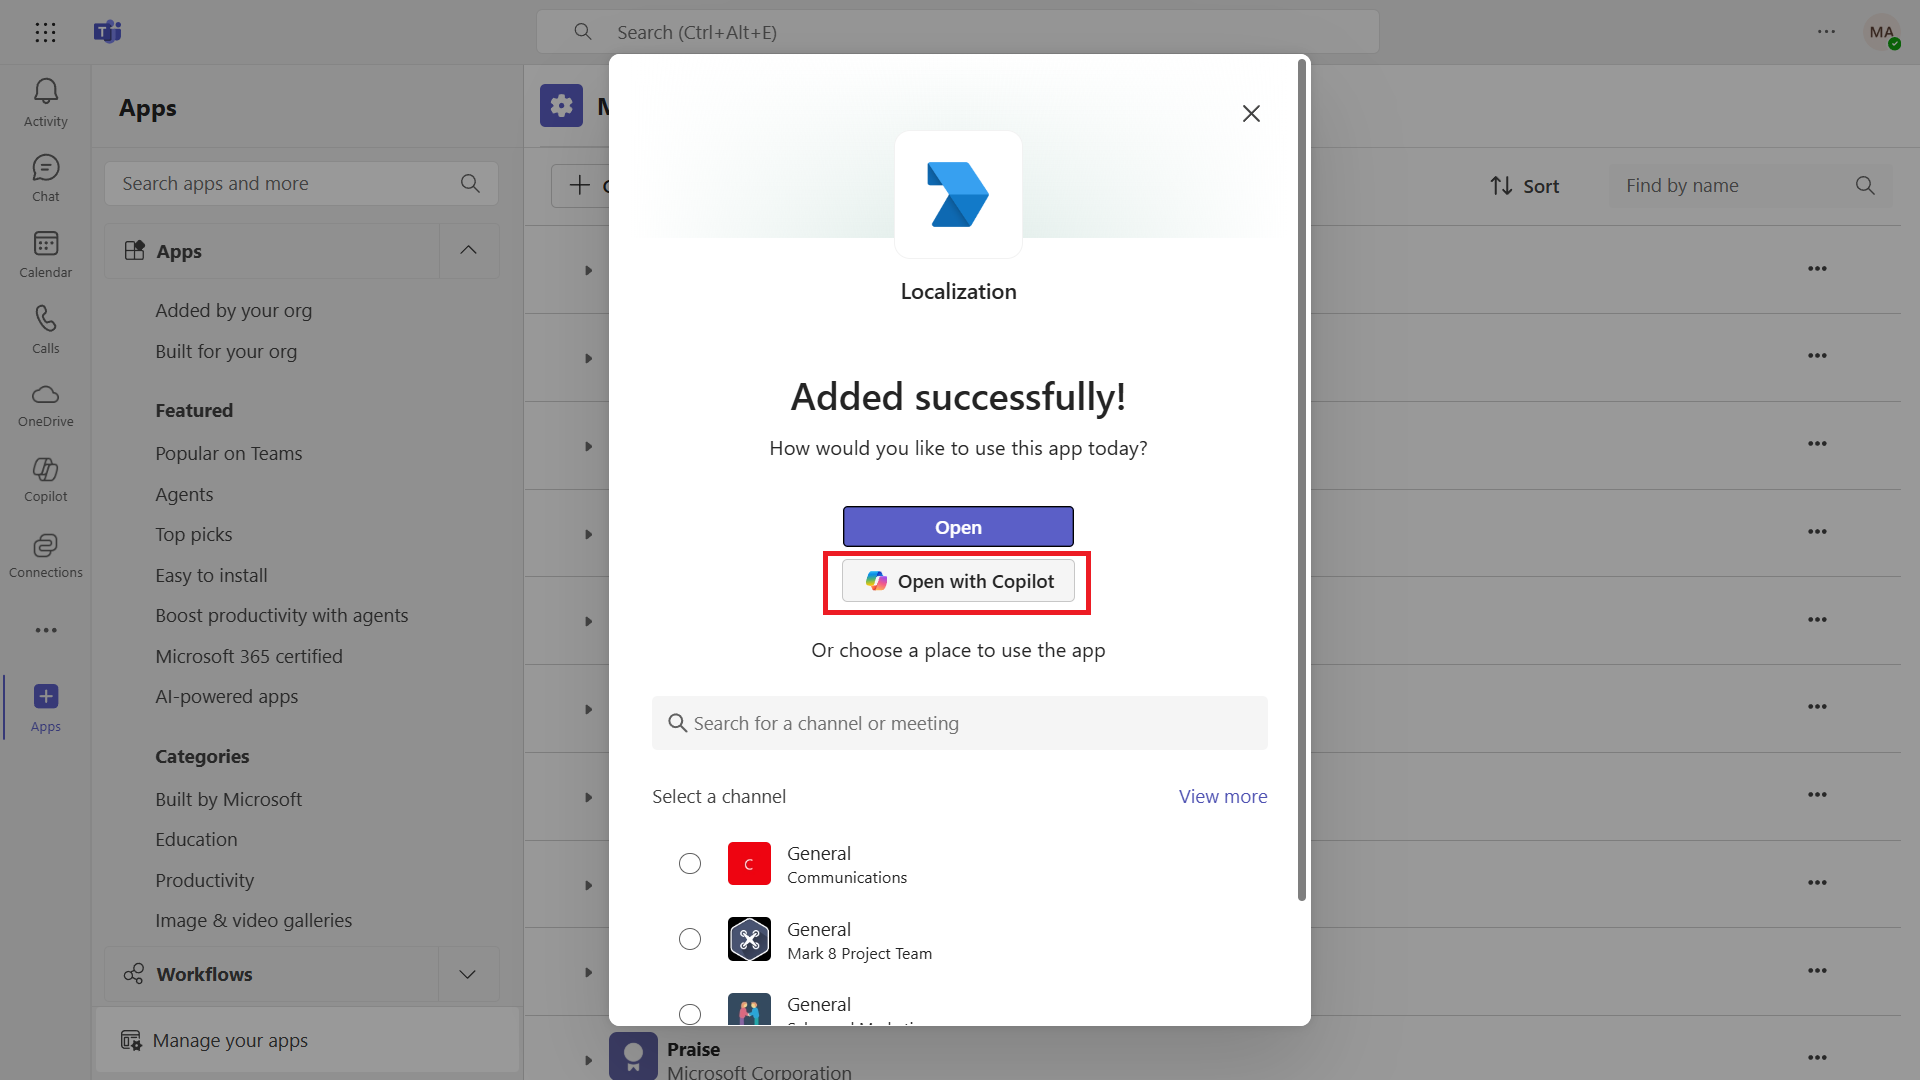 Search (Ctrl+Alt+E)
MA
Activity
Chat
Calendar
Calls
OneDrive
Copilot
Connections
Apps
Apps
Search apps and more
Apps
Added by your org
Built for your org
Featured
Popular on Teams
Agents
Top picks
Easy to install
Boost productivity with agents
Microsoft 365 certified
AI-powered apps
Categories
Built by Microsoft
Education
Productivity
Image & video galleries
Workflows
Manage your apps
Sort
Find by name
Localization
Added successfully!
How would you like to use this app today?
Open
Open with Copilot
Or choose a place to use the app
Search for a channel or meeting
Select a channel
View more
C
General
Communications
General
Mark 8 Project Team
General
Praise
Microsoft Corporation